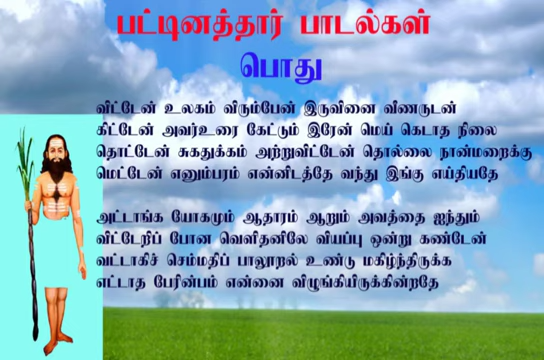 பட்டினத்தார் பாடல்கள்
பொது
விட்டேன் உலகம் விரும்பேன் இருவினை வீணருடன்
கிட்டேன் அவர்உரை கேட்டும் இரேன் மெய் கெடாத நிலை
தொட்டேன் சுகதுக்கம் அற்றுவிட்டேன் தொல்லை நான்மறைக்கு
மெட்டேன் எனும்பரம் என்னிடத்தே வந்து இங்கு எய்தியதே
அட்டாங்க யோகமும் ஆதாரம் ஆறும் அவத்தை ஐந்தும்
விட்டேறிப் போன வெளிதனிலே வியப்பு ஒன்று கண்டேன்
வட்டாகிச் செம்மதிப் பாலூறல் உண்டு மகிழ்ந்திருக்க
எட்டாத பேரின்பம் என்னை விழுங்கியிருக்கின்றதே